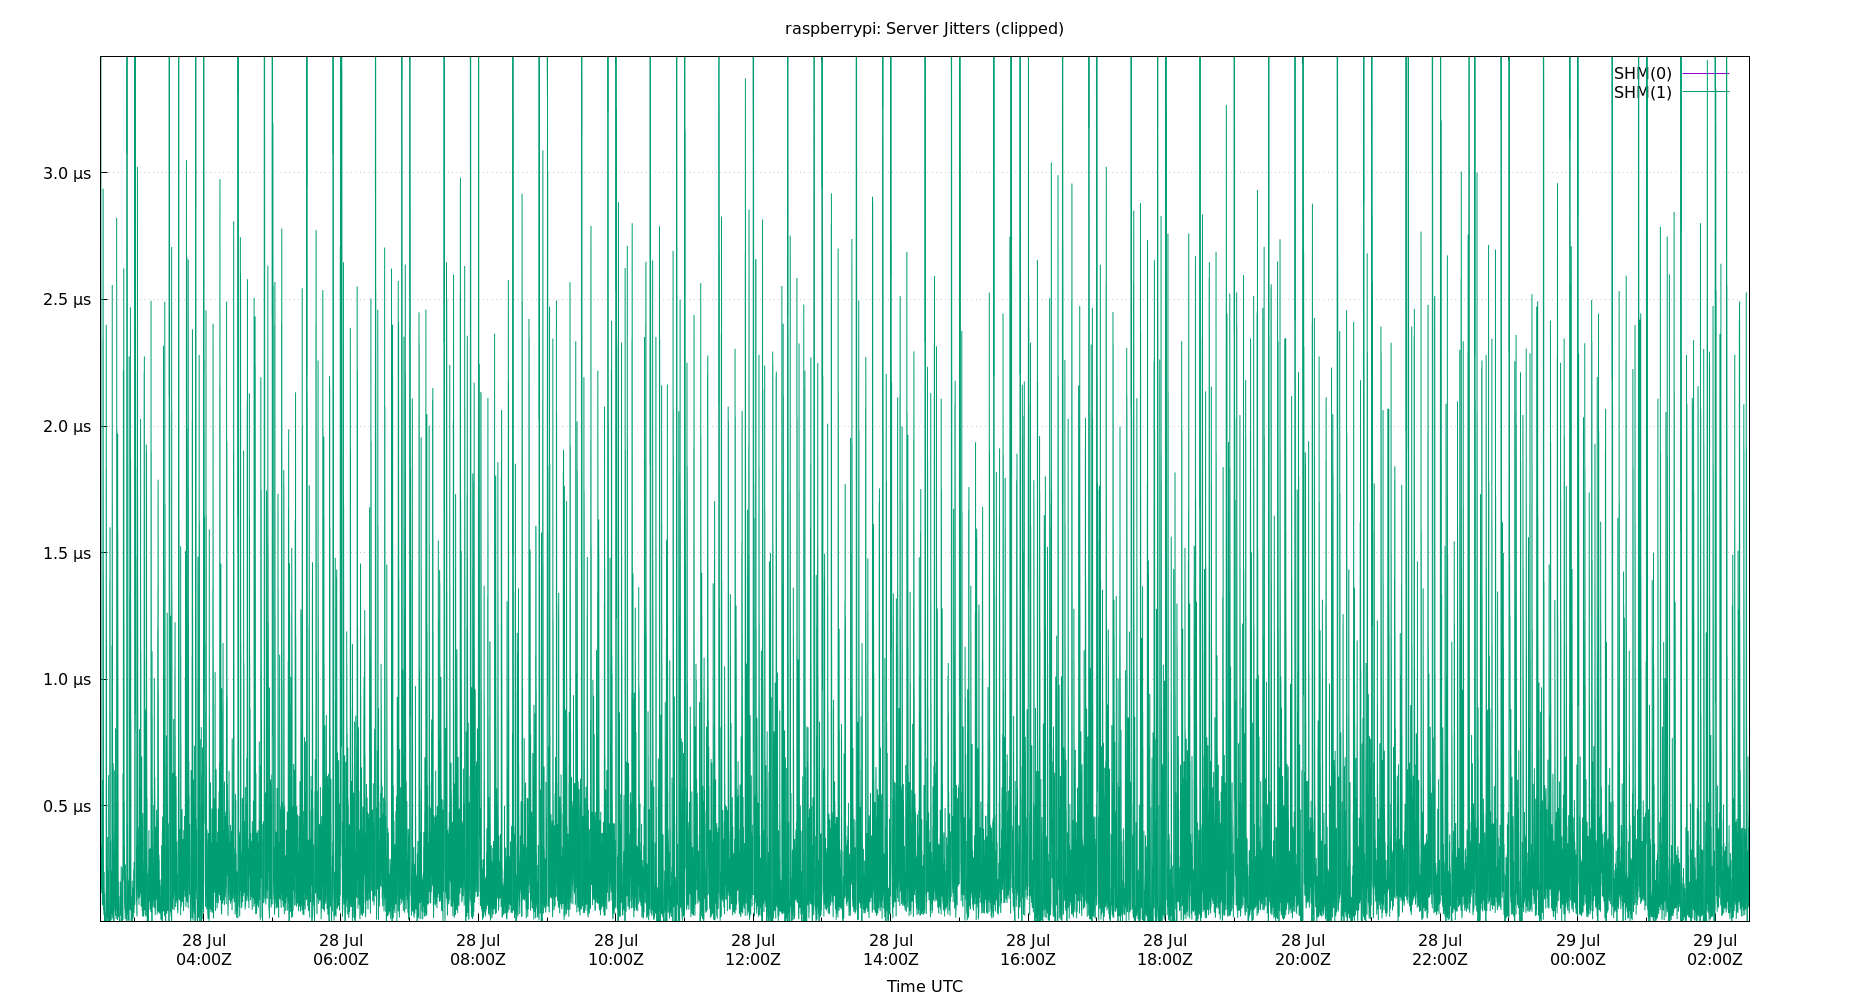 raspberrypi: Server Jitters (clipped)
SHM(0)
SHM(1)
3.0 µs
2.5 µs
2.0 µs
1.5 µs
1.0 µs
0.5 µs
28 Jul 28 Jul 28 Jul 28 Jul 28 Jul 28 Jul 28 Jul 28 Jul 28 Jul 28 Jul 29 Jul 29 Jul
04:00Z 06:00Z 08:00Z 10:00Z 12:00Z 14:00Z 16:00Z 18:00Z 20:00Z 22:00Z 00:00Z 02:00Z
Time UTC